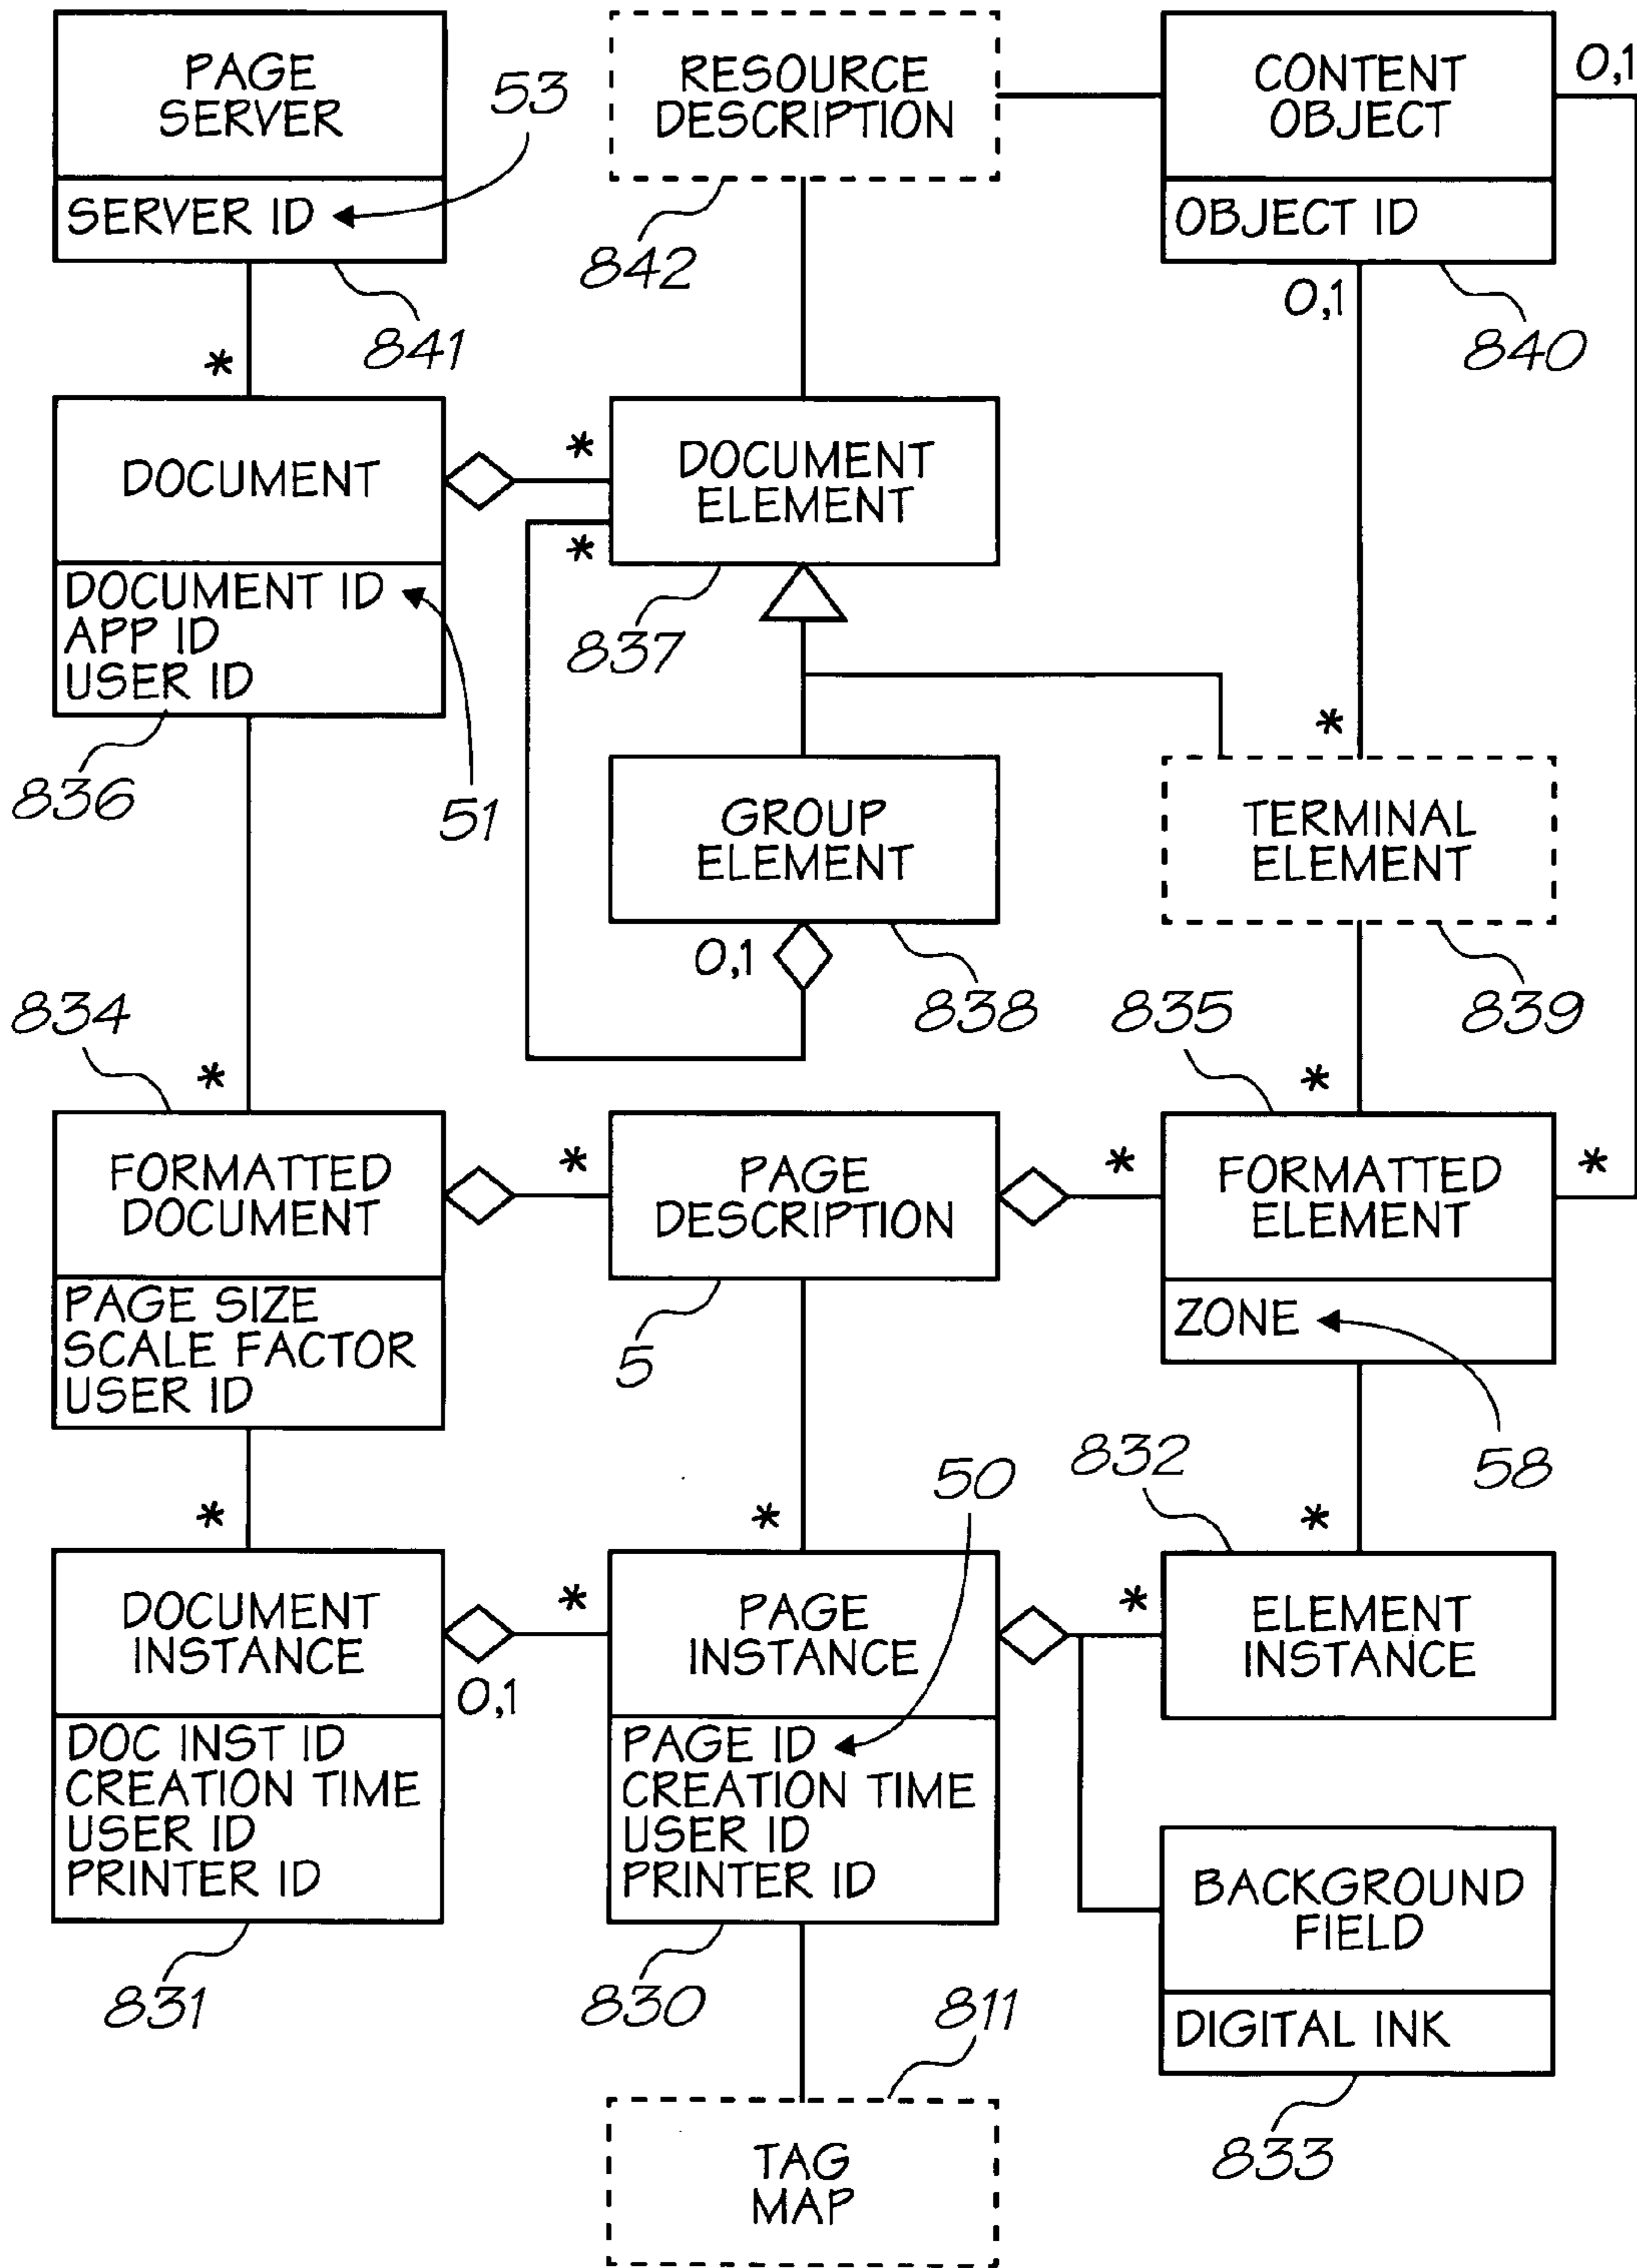 PAGE
SERVER
SERVER ID
53
841
RESOURCE
DESCRIPTION
842
CONTENT
OBJECT
OBJECT ID
840
0,1
0,1
*
DOCUMENT
DOCUMENT ID
APP ID
USER ID
836
51
*
*
DOCUMENT
ELEMENT
837
GROUP
ELEMENT
0,1
838
*
TERMINAL
ELEMENT
839
834
*
FORMATTED
DOCUMENT
PAGE SIZE
SCALE FACTOR
USER ID
*
PAGE
DESCRIPTION
5
835
*
*
FORMATTED
ELEMENT
*
ZONE
58
*
DOCUMENT
INSTANCE
0,1
DOC INST ID
CREATION TIME
USER ID
PRINTER ID
831
*
*
50
PAGE
INSTANCE
PAGE ID
CREATION TIME
USER ID
PRINTER ID
830
832
*
*
ELEMENT
INSTANCE
BACKGROUND
FIELD
DIGITAL INK
833
811
TAG
MAP